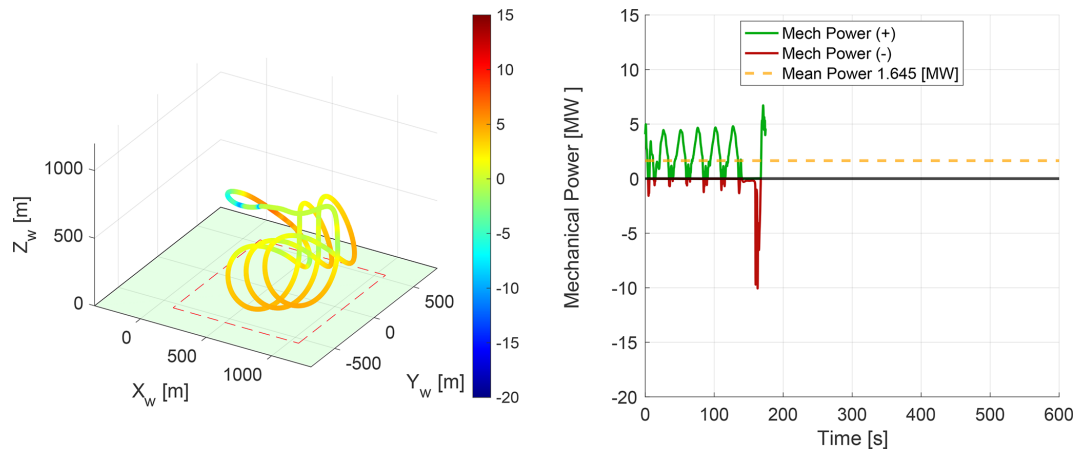 1000
500
0
Z_w [m]
0
500
1000
X_w [m]
-500
0
500
Y_w [m]
15
10
5
0
-5
-10
-15
-20
Mech Power (+)
Mech Power (-)
Mean Power 1.645 [MW]
15
10
5
0
-5
-10
-15
-20
Mechanical Power [MW ]
0 100 200 300 400 500 600
Time [s]